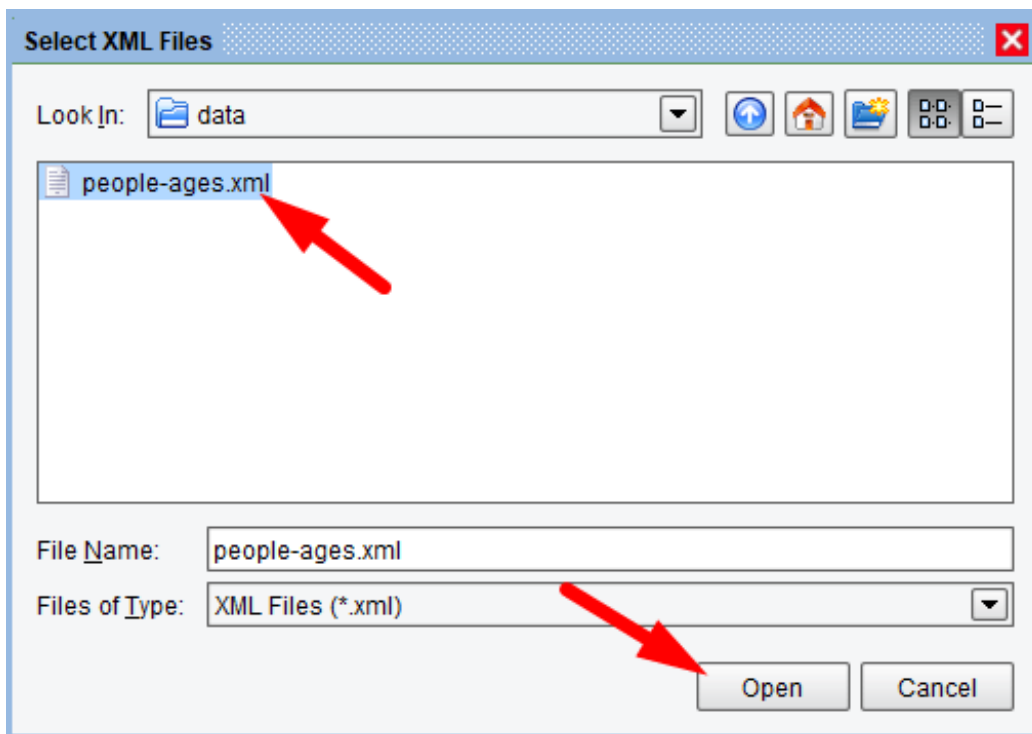 Select XML Files
Look In: data
people-ages.xml
File Name: people-ages.xml
Files of Type: XML Files (*.xml)
Open Cancel